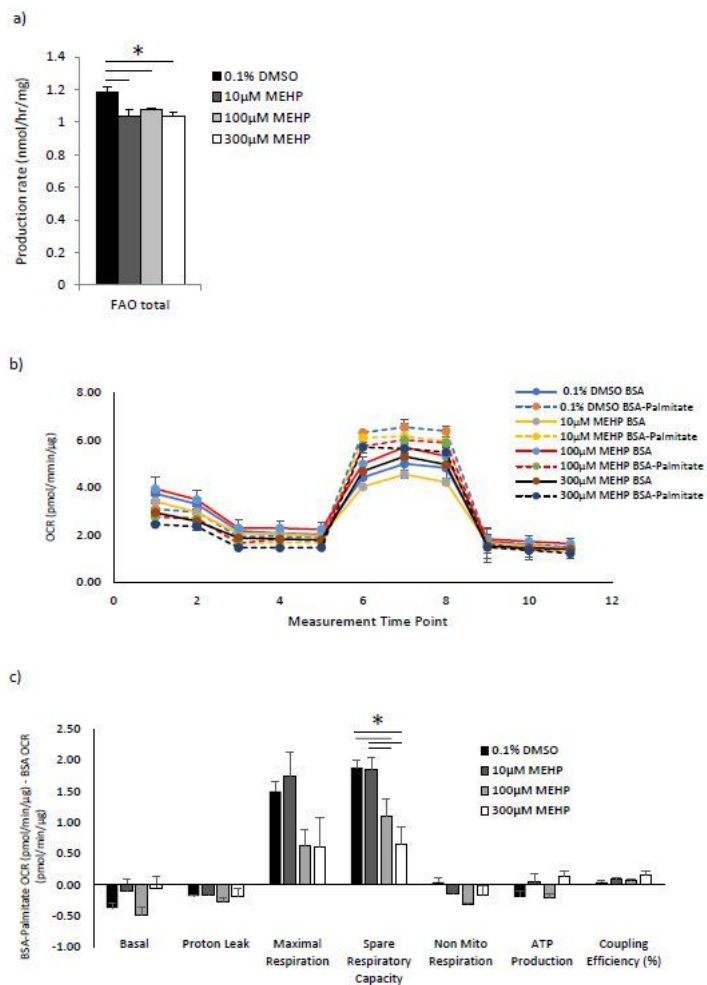 a)
*
1.4
1.2
1
0.8
0.6
0.4
0.2
0
Production rate (nmol/hr/mg)
FAO total
0.1% DMSO
10μM MEHP
100μM MEHP
300μM MEHP
b)
8.00
6.00
4.00
2.00
0.00
OCR (pmol/mmin/μg)
0 2 4 6 8 10 12
Measurement Time Point
0.1% DMSO BSA
0.1% DMSO BSA-Palmitate
10μM MEHP BSA
10μM MEHP BSA-Palmitate
100μM MEHP BSA
100μM MEHP BSA-Palmitate
300μM MEHP BSA
300μM MEHP BSA-Palmitate
c)
BSA-Palmitate OCR (pmol/min/μg) - BSA OCR
(pmol/min/μg)
2.50
2.00
1.50
1.00
0.50
0.00
-0.50
-1.00
*
0.1% DMSO
10μM MEHP
100μM MEHP
300μM MEHP
Basal
Proton Leak
Maximal
Respiration
Spare
Respiratory
Capacity
Non Mito
Respiration
ATP
Production
Coupling
Efficiency (%)